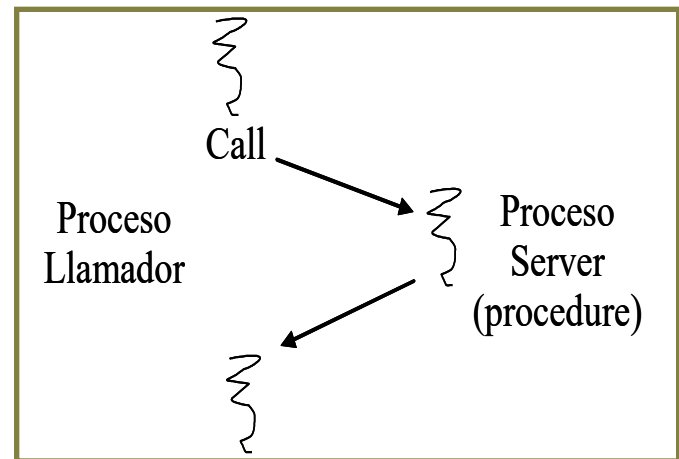 Call
Proceso
Llamador
Proceso
Server
(procedure)